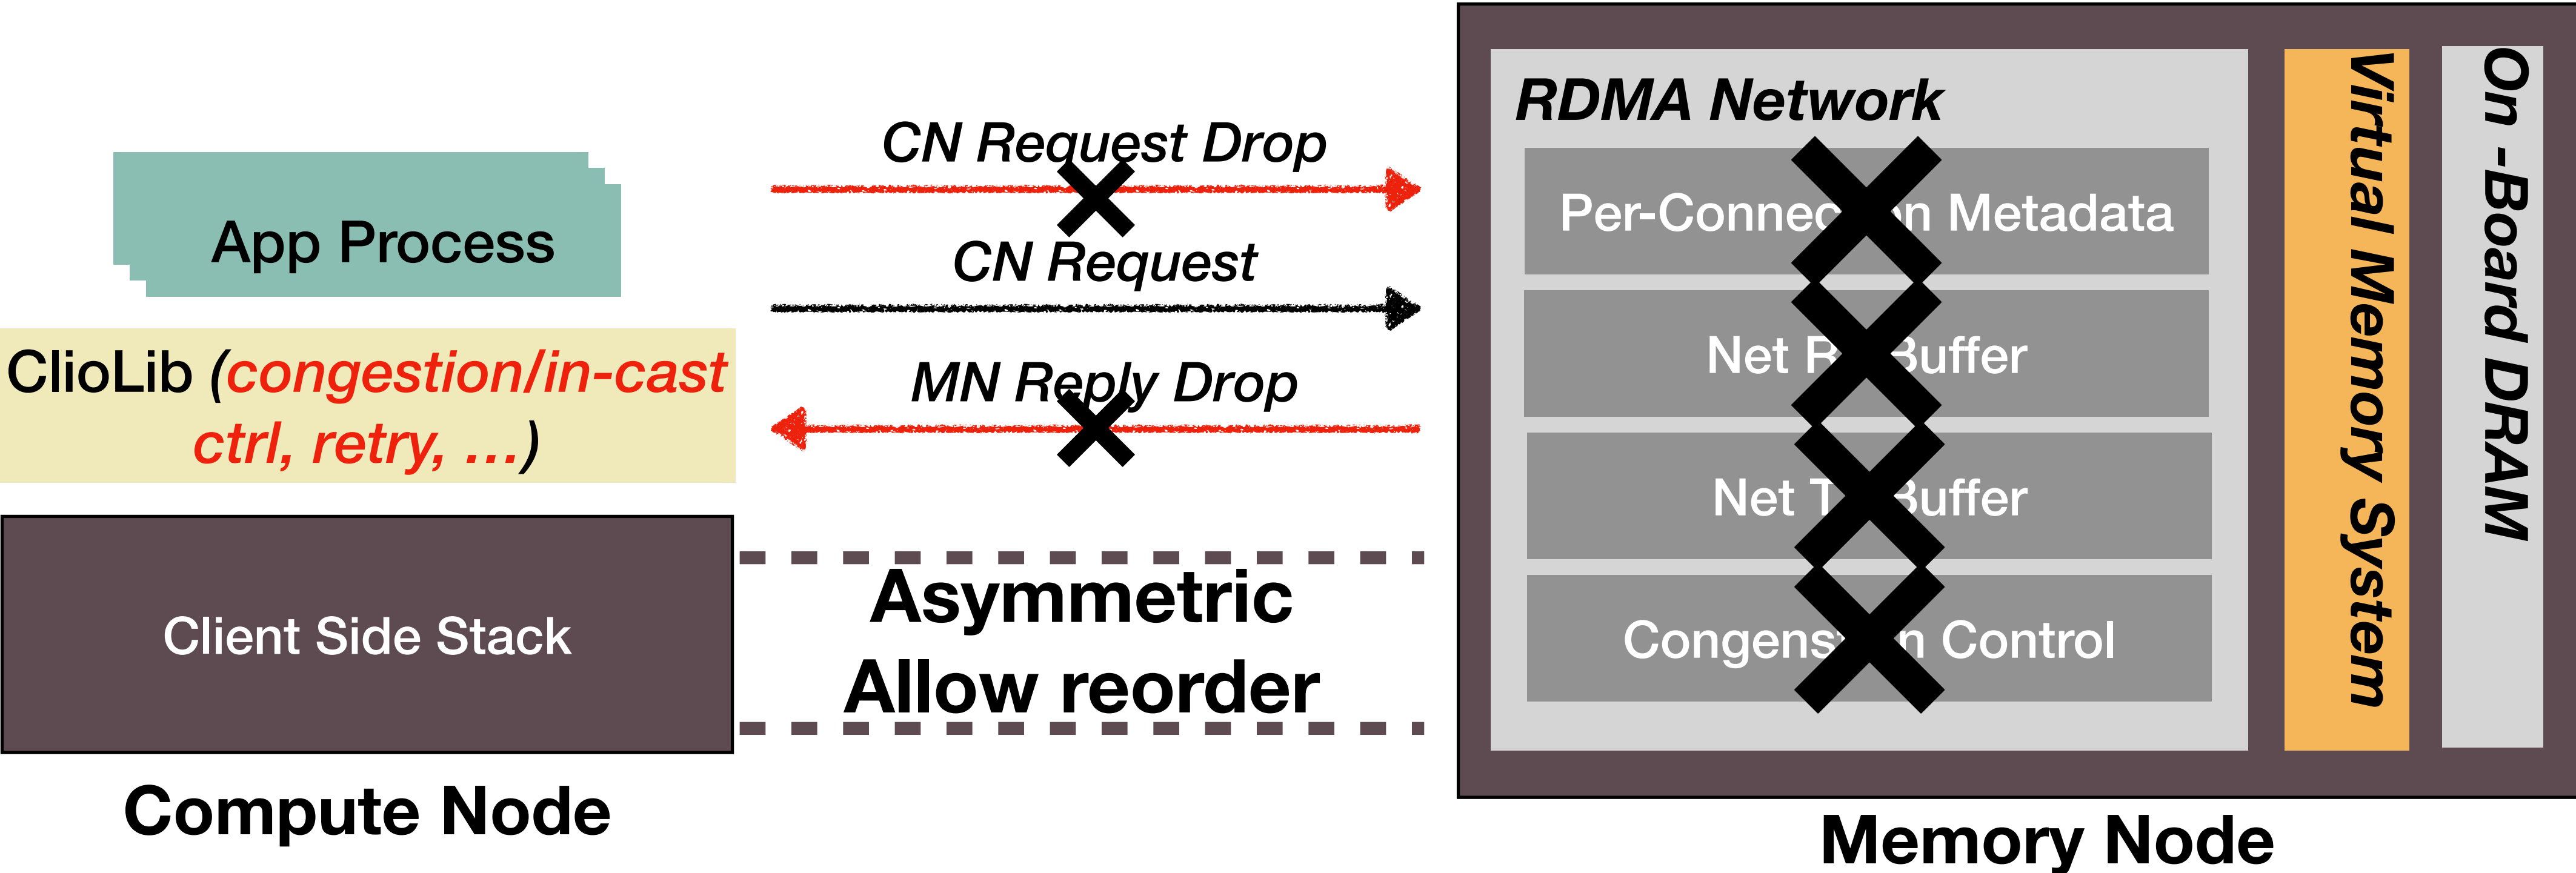 App Process
ClioLib (congestion/in-cast
ctrl, retry, …)
Client Side Stack
Compute Node
CN Request Drop
CN Request
MN Reply Drop
Asymmetric
Allow reorder
RDMA Network
Per-Connection Metadata
Net Buffer
Net Buffer
Congenstion Control
Virtual Memory System
On -Board DRAM
Memory Node